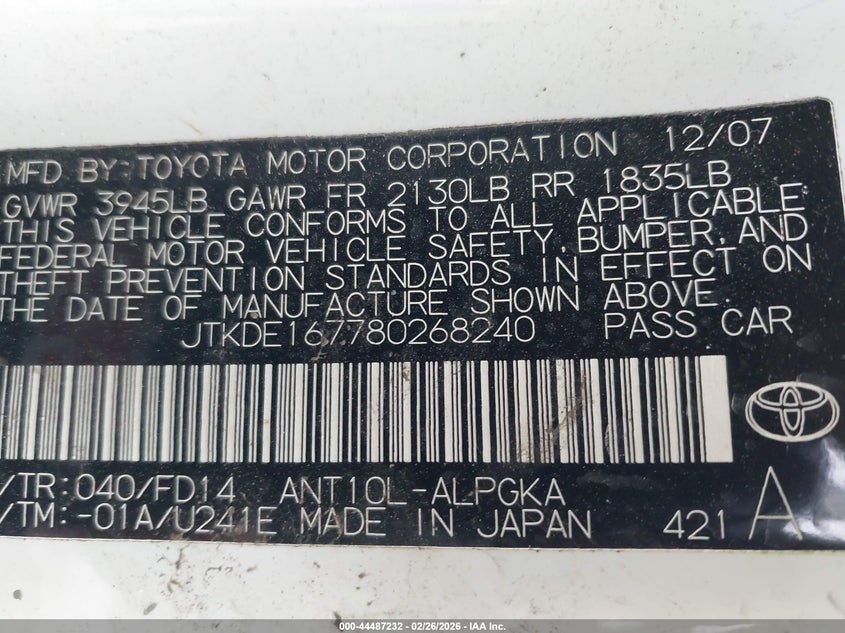 MFD BY: TOYOTA MOTOR CORPORATION 12/07
GVWR 3945LB GAWR FR 2130LB RR 1835LB
THIS VEHICLE CONFORMS TO ALL APPLICABLE
FEDERAL MOTOR VEHICLE SAFETY, BUMPER, AND
THEFT PREVENTION STANDARDS IN EFFECT ON
THE DATE OF MANUFACTURE SHOWN ABOVE.
JTKDE167780268240 PASS CAR
/TR: 040/FD14 ANT10L-ALPGKA
/TM: -01A/U241E MADE IN JAPAN 421 A
000-44487232 - 02/26/2026 - IAA Inc.